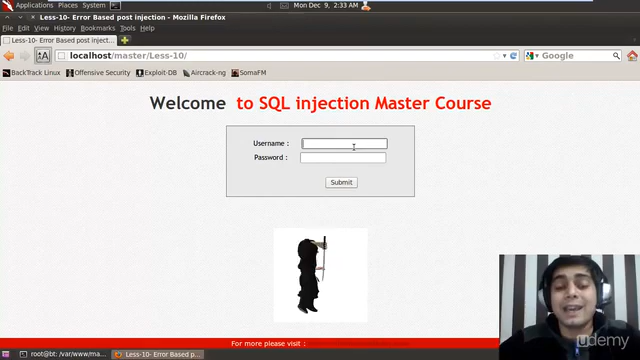 Applications Places System
Mon Dec 9, 2:33 AM
Less-10- Error Based post injection - Mozilla Firefox
File Edit View History Bookmarks Tools Help
Less-10- Error Based post inject...
localhost/master/Less-10/
Google
BackTrack Linux Offensive Security Exploit-DB Aircrack-ng SomaFM
Welcome to SQL injection Master Course
Username :
Password :
Submit
For more please visit :
root@bt: /var/www/ma...
Less-10- Error Based p...
udemy